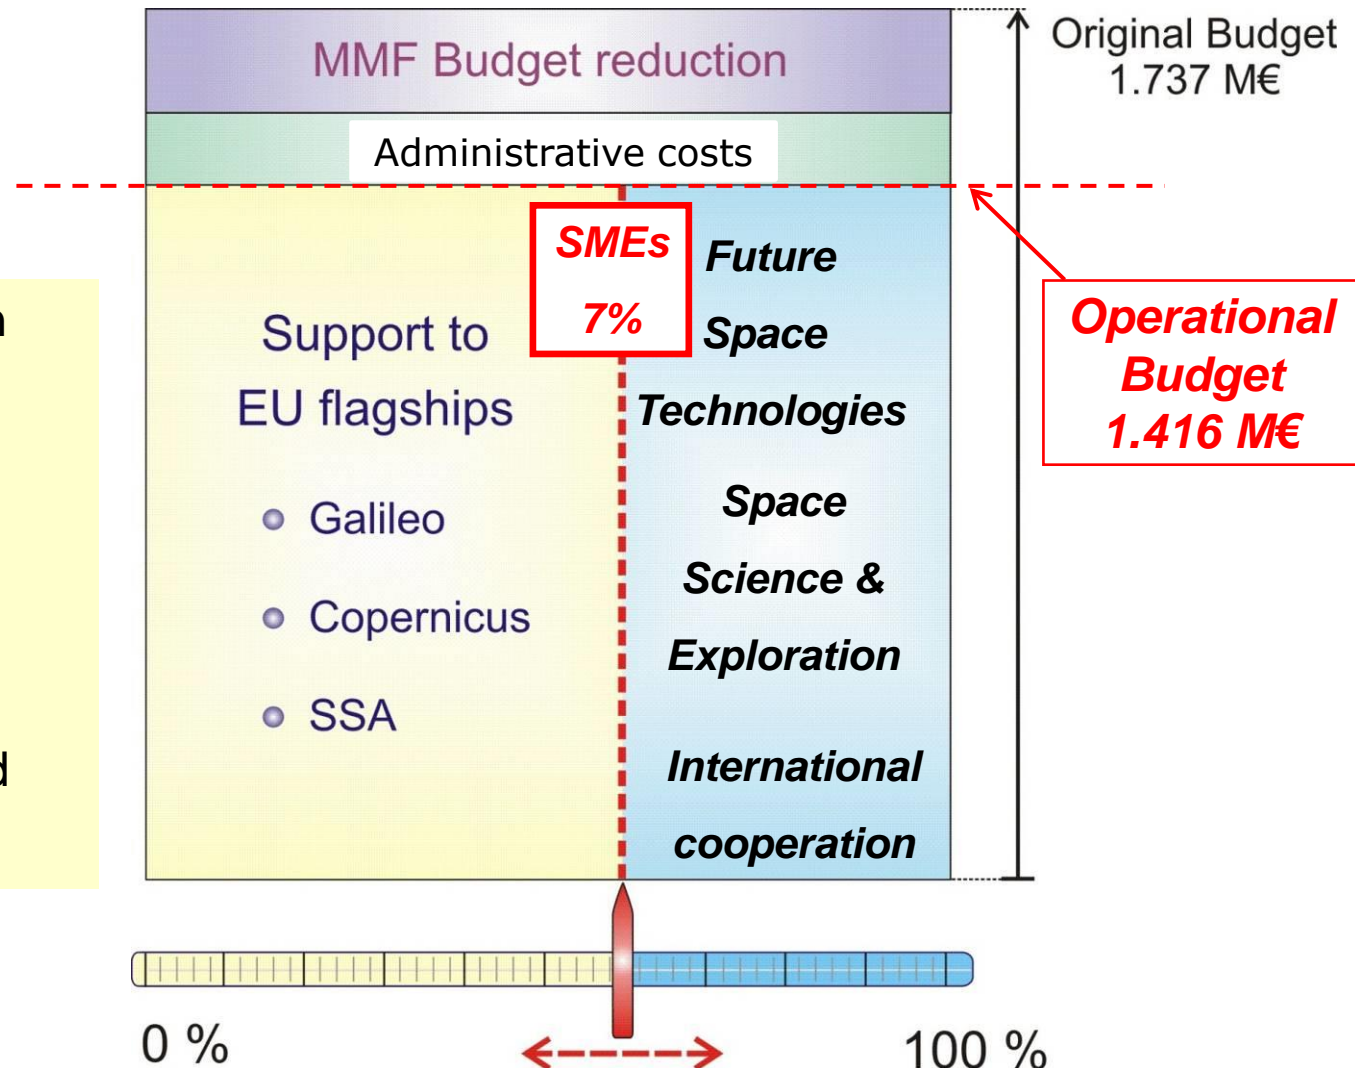 MMF Budget reduction
Original Budget
1.737 M€
Administrative costs
n
d
Support to
EU flagships
Galileo
Copernicus
SSA
SMEs
7%
Future
Space
Technologies
Space
Science &
Exploration
International
cooperation
Operational
Budget
1.416 M€
0 %
100 %